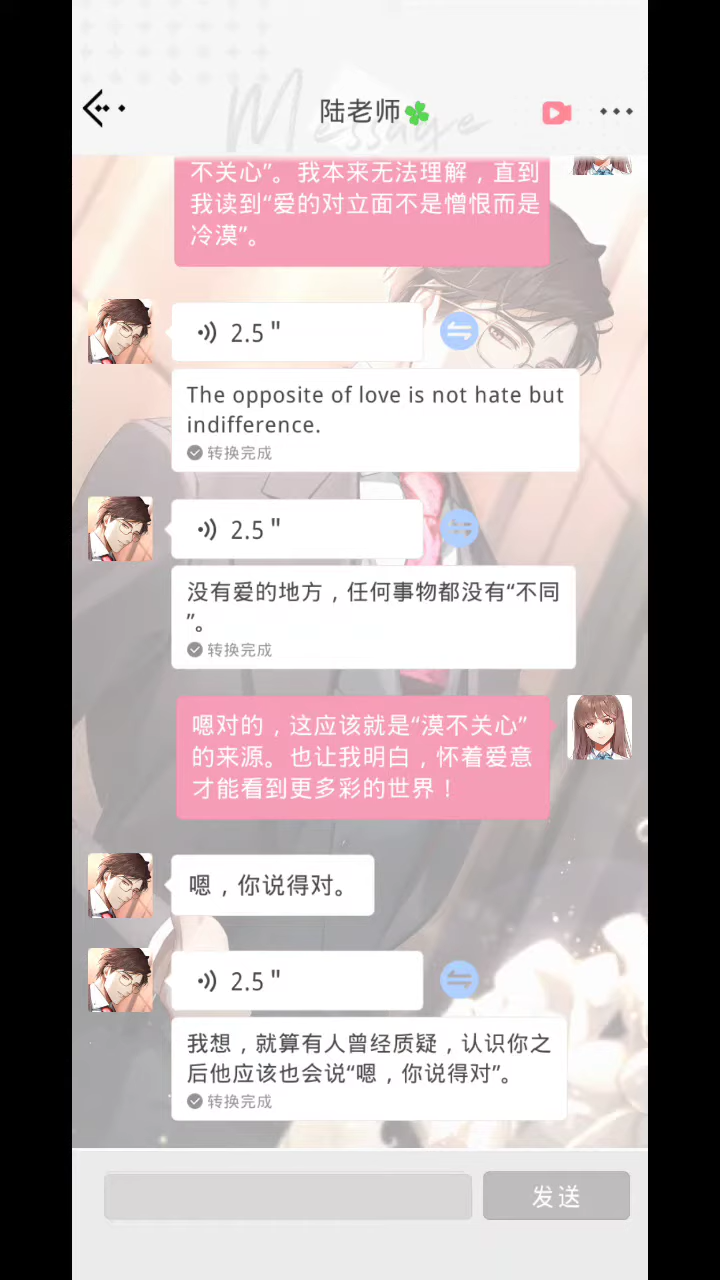 陆老师🍀
Message
不关心”。我本来无法理解，直到
我读到“爱的对立面不是憎恨而是
冷漠”。
2.5"
The opposite of love is not hate but
indifference.
转换完成
2.5"
没有爱的地方，任何事物都没有“不同
”。
转换完成
嗯对的，这应该就是“漠不关心”
的来源。也让我明白，怀着爱意
才能看到更多彩的世界！
嗯，你说得对。
2.5"
我想，就算有人曾经质疑，认识你之
后他应该也会说“嗯，你说得对”。
转换完成
发送